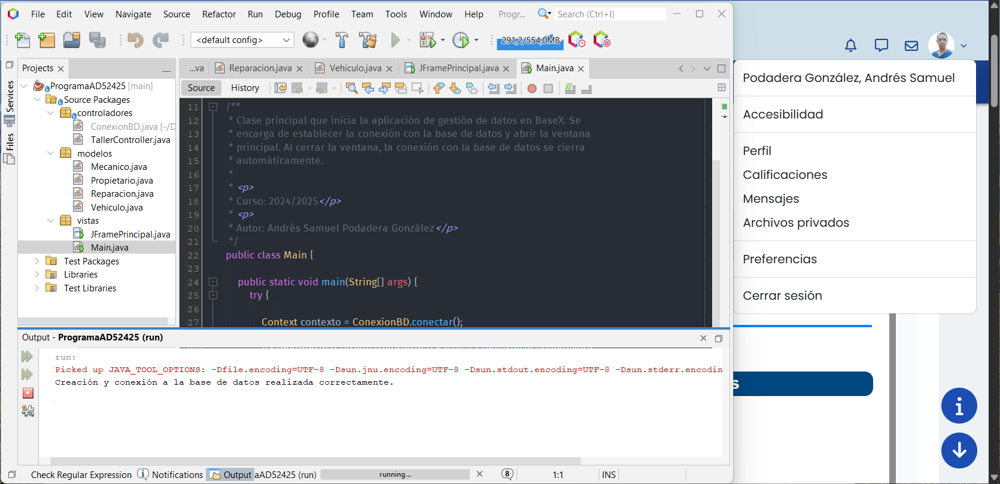 File Edit View Navigate Source Refactor Run Debug Profile Team Tools Window Help Progr... Search (Ctrl+I)
<default config> 291,2/554,0MB
Projects
...va Reparacion.java Vehiculo.java JFramePrincipal.java Main.java
Source History
Services
Files
ProgramaAD52425 [main]
Source Packages
controladores
ConexionBD.java [-/D
TallerController.java
modelos
Mecanico.java
Propietario.java
Reparacion.java
Vehiculo.java
vistas
JFramePrincipal.java
Main.java
Test Packages
Libraries
Test Libraries
11 /**
12 * Clase principal que inicia la aplicación de gestión de datos en BaseX. Se
13 * encarga de establecer la conexión con la base de datos y abrir la ventana
14 * principal. Al cerrar la ventana, la conexión con la base de datos se cierra
15 * automáticamente.
16 *
17 * <p>
18 * Curso: 2024/2025</p>
19 * <p>
20 * Autor: Andrés Samuel Podadera González</p>
21 */
22 public class Main {
23
24 public static void main(String[] args) {
25 try {
26
27 Context contexto = ConexionBD.conectar();
Output - ProgramaAD52425 (run)
run:
Picked up JAVA_TOOL_OPTIONS: -Dfile.encoding=UTF-8 -Dsun.jnu.encoding=UTF-8 -Dsun.stdout.encoding=UTF-8 -Dsun.stderr.encodin
Creación y conexión a la base de datos realizada correctamente.
Check Regular Expression Notifications Output aAD52425 (run) running... 8 1:1 INS
Podadera González, Andrés Samuel
Accesibilidad
Perfil
Calificaciones
Mensajes
Archivos privados
Preferencias
Cerrar sesión
s